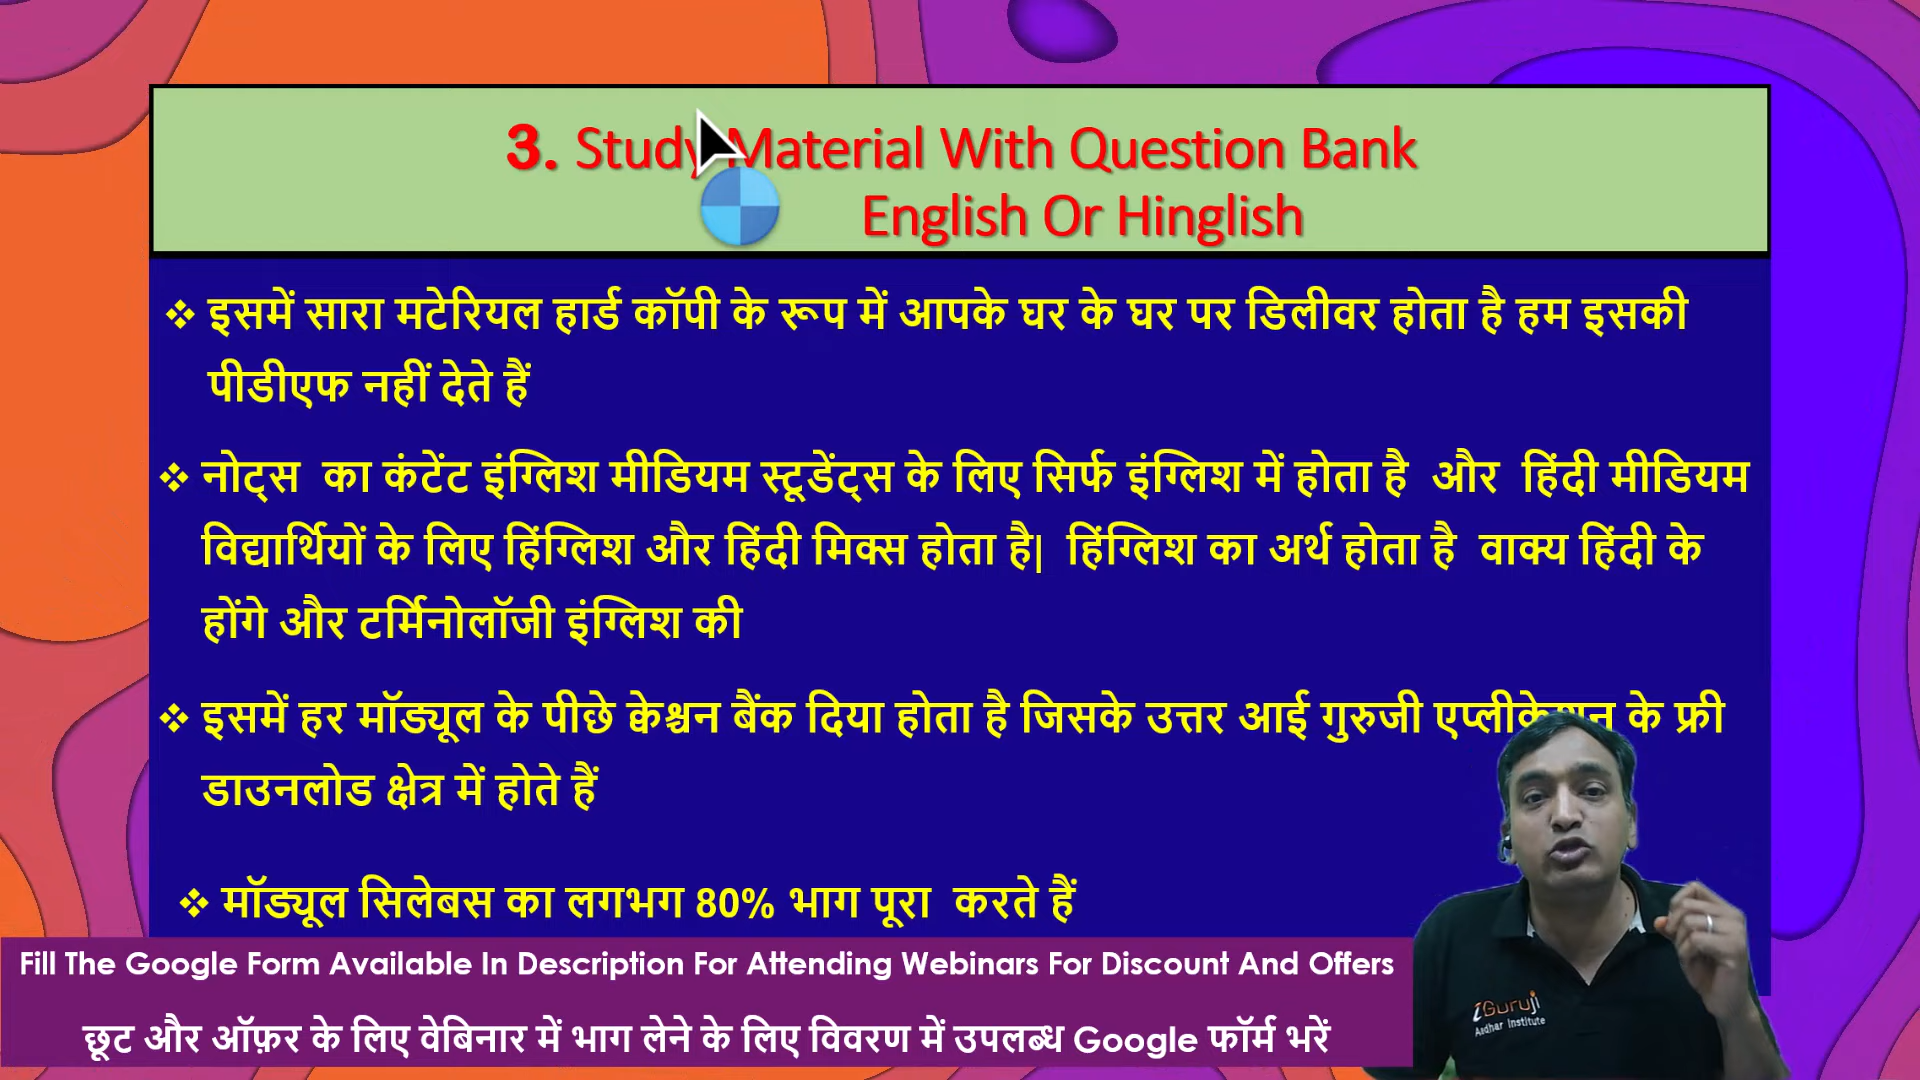 3. Study Material With Question Bank
English Or Hinglish
❖ इसमें सारा मटेरियल हार्ड कॉपी के रूप में आपके घर के घर पर डिलीवर होता है हम इसकी
पीडीएफ नहीं देते हैं
❖ नोट्स का कंटेंट इंग्लिश मीडियम स्टूडेंट्स के लिए सिर्फ इंग्लिश में होता है और हिंदी मीडियम
विद्यार्थियों के लिए हिंग्लिश और हिंदी मिक्स होता है| हिंग्लिश का अर्थ होता है वाक्य हिंदी के
होंगे और टर्मिनोलॉजी इंग्लिश की
❖ इसमें हर मॉड्यूल के पीछे क्वेश्चन बैंक दिया होता है जिसके उत्तर आई गुरुजी एप्लीकेशन के फ्री
डाउनलोड क्षेत्र में होते हैं
❖ मॉड्यूल सिलेबस का लगभग 80% भाग पूरा करते हैं
Fill The Google Form Available In Description For Attending Webinars For Discount And Offers
छूट और ऑफ़र के लिए वेबिनार में भाग लेने के लिए विवरण में उपलब्ध Google फॉर्म भरें
iGuruji
Aadhar Institute